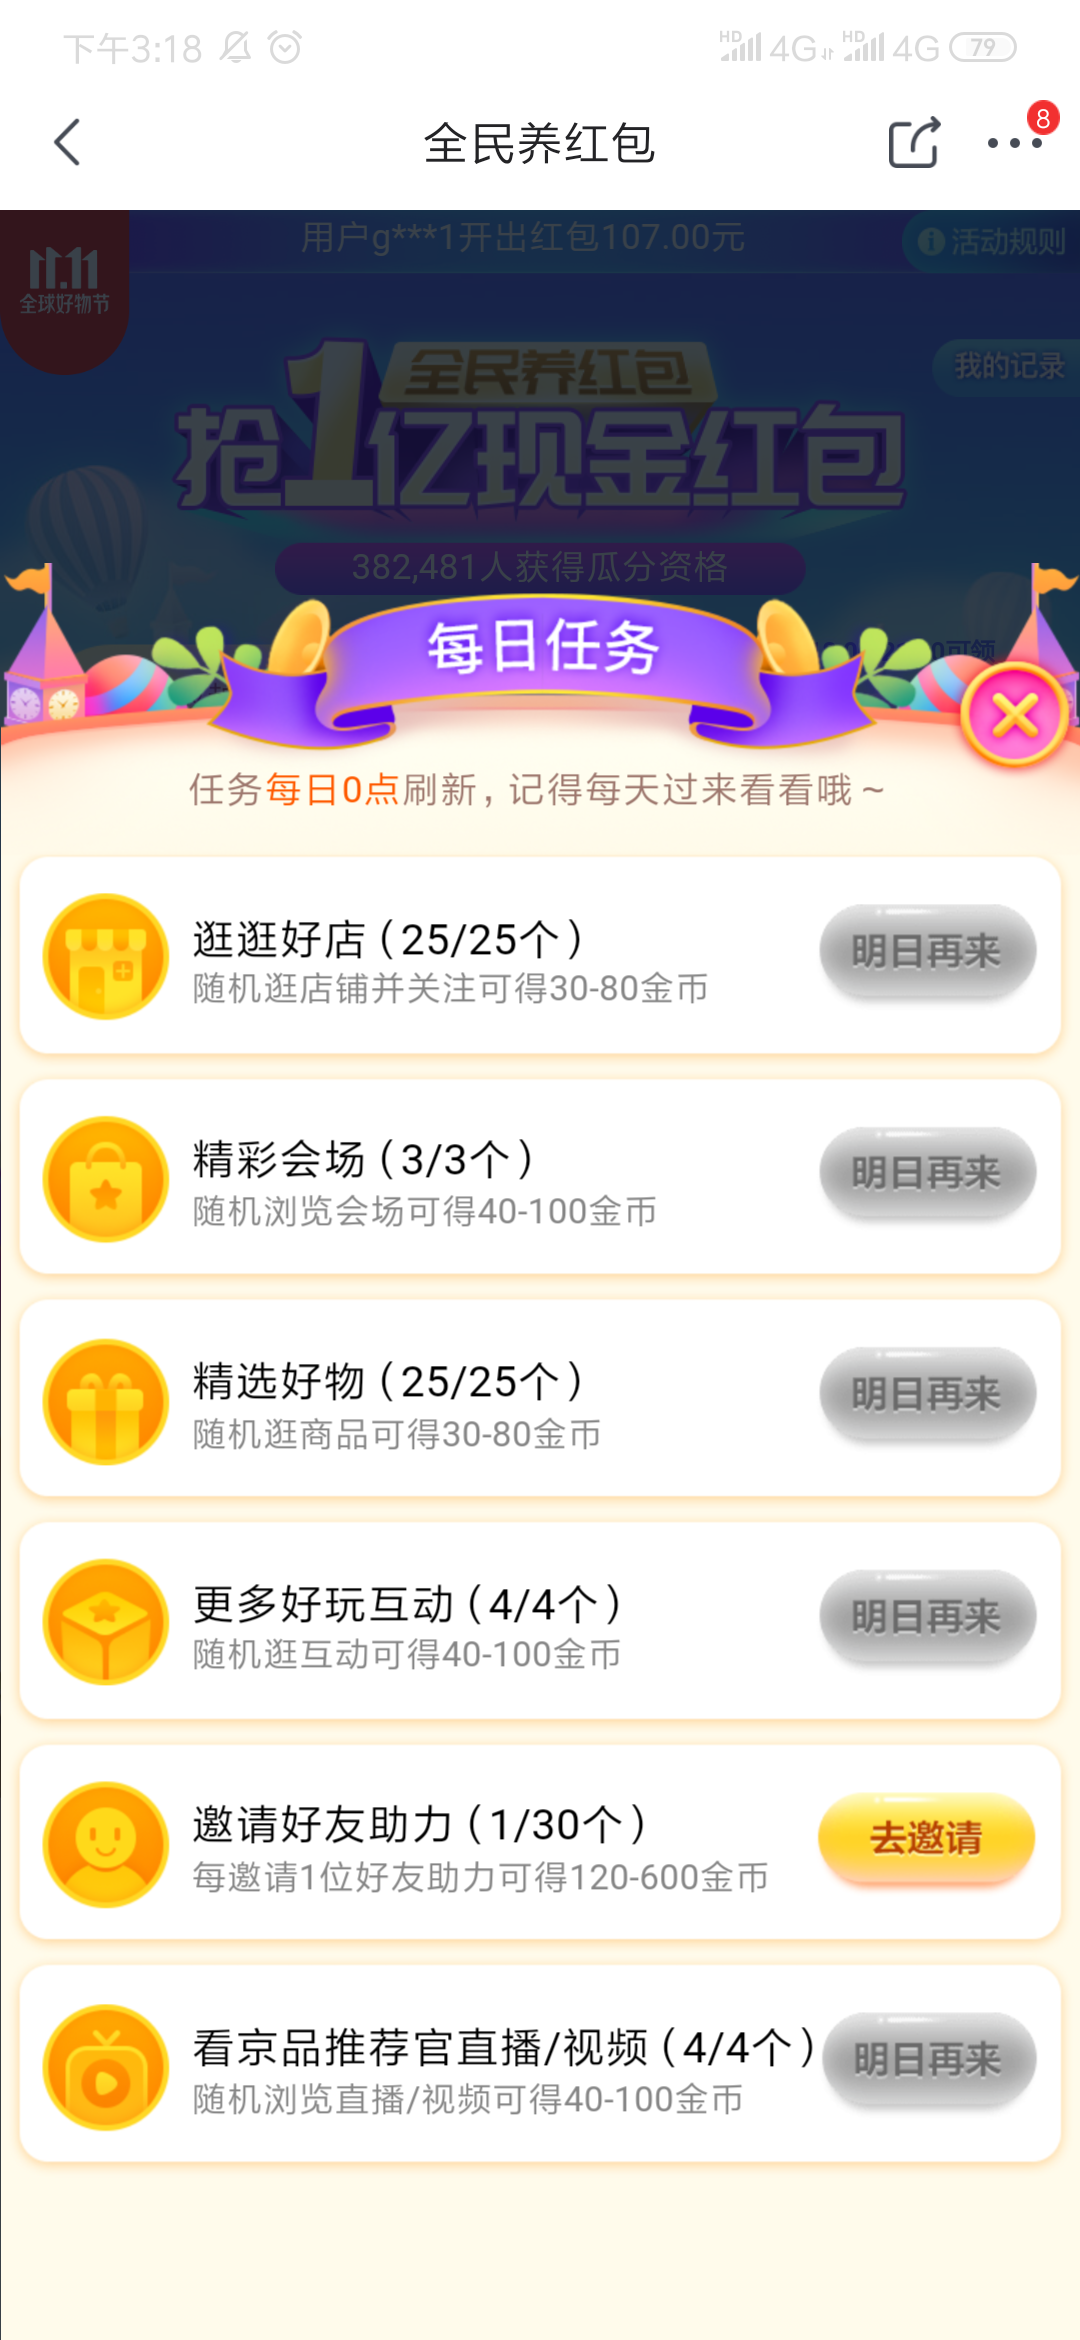 下午3:18
HD 4G HD 4G 79
全民养红包
8
用户g***1开出红包107.00元
活动规则
11.11
全球好物节
我的记录
全民养红包
抢1亿现金红包
382,481人获得瓜分资格
每日任务
任务每日0点刷新,记得每天过来看看哦~
逛逛好店(25/25个)
随机逛店铺并关注可得30-80金币
明日再来
精彩会场(3/3个)
随机浏览会场可得40-100金币
明日再来
精选好物(25/25个)
随机逛商品可得30-80金币
明日再来
更多好玩互动(4/4个)
随机逛互动可得40-100金币
明日再来
邀请好友助力(1/30个)
每邀请1位好友助力可得120-600金币
去邀请
看京品推荐官直播/视频(4/4个)
随机浏览直播/视频可得40-100金币
明日再来